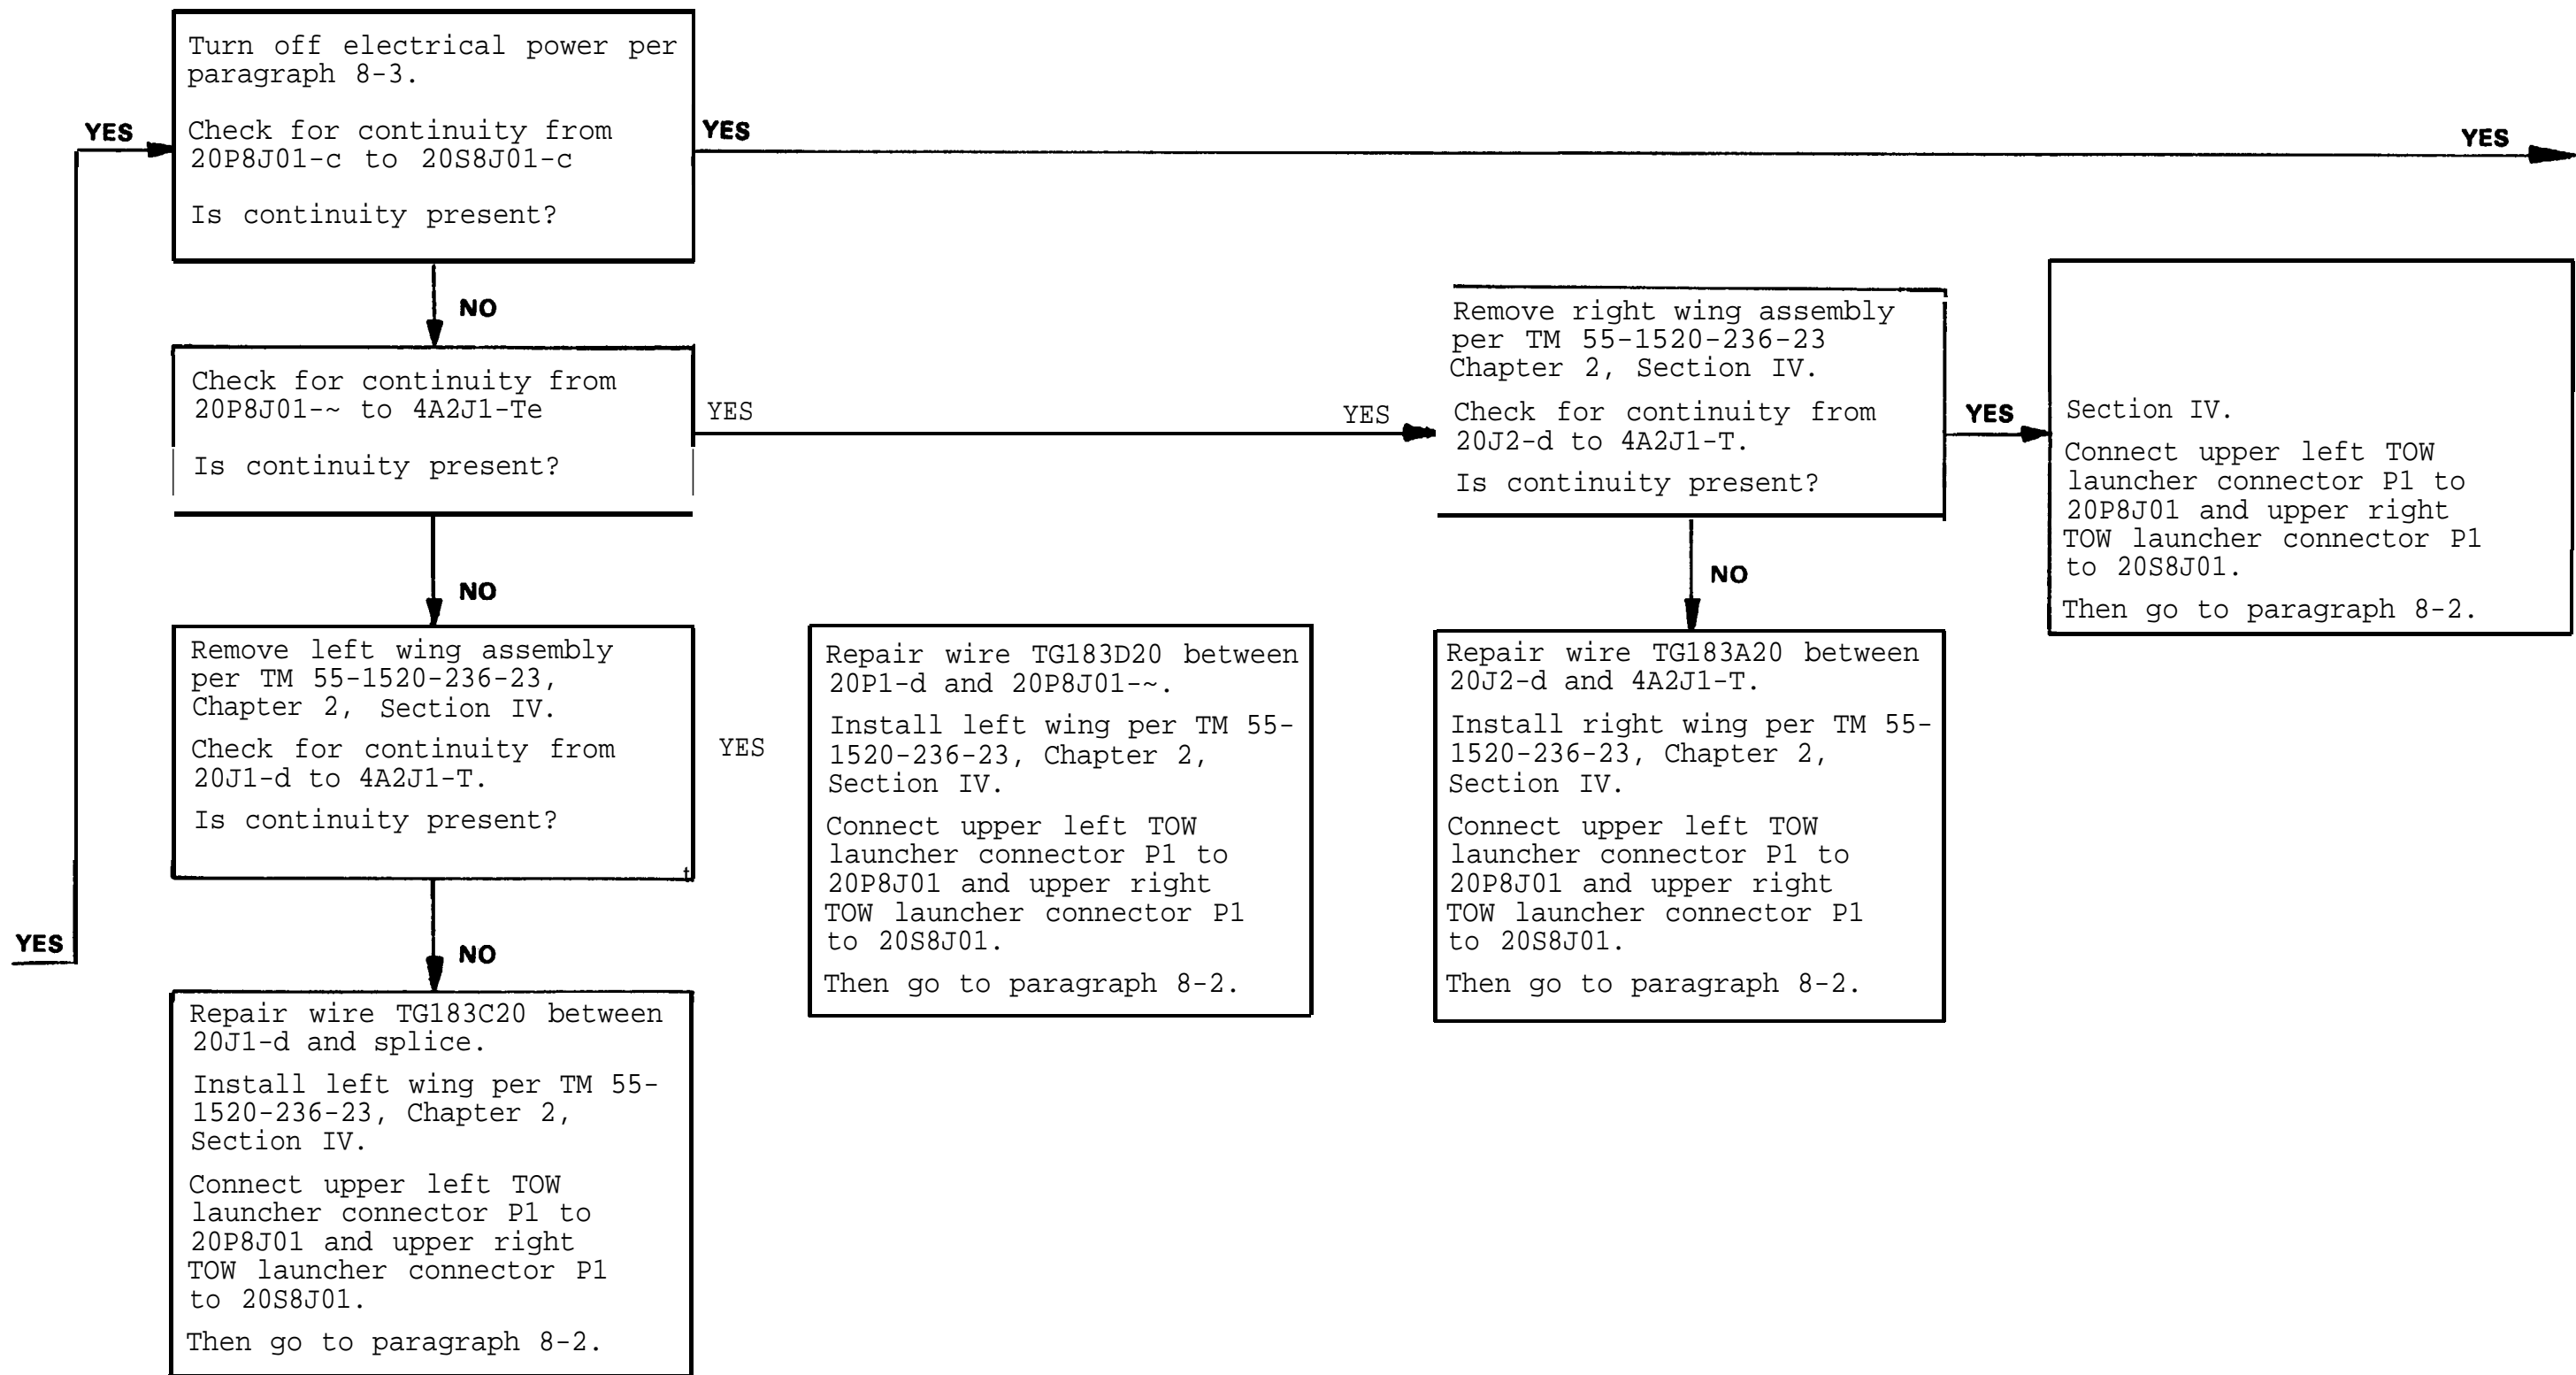 Turn off electrical power per
paragraph 8-3.
Check for continuity from
20P8J01-c to 20S8J01-c
Is continuity present?
YES
YES
YES
NO
Check for continuity from
20P8J01-~ to 4A2J1-Te
Is continuity present?
YES
YES
Remove right wing assembly
per TM 55-1520-236-23
Chapter 2, Section IV.
Check for continuity from
20J2-d to 4A2J1-T.
Is continuity present?
YES
Section IV.
Connect upper left TOW
launcher connector P1 to
20P8J01 and upper right
TOW launcher connector P1
to 20S8J01.
Then go to paragraph 8-2.
NO
NO
Remove left wing assembly
per TM 55-1520-236-23,
Chapter 2, Section IV.
Check for continuity from
20J1-d to 4A2J1-T.
Is continuity present?
t
YES
Repair wire TG183D20 between
20P1-d and 20P8J01-~.
Install left wing per TM 55-
1520-236-23, Chapter 2,
Section IV.
Connect upper left TOW
launcher connector P1 to
20P8J01 and upper right
TOW launcher connector P1
to 20S8J01.
Then go to paragraph 8-2.
Repair wire TG183A20 between
20J2-d and 4A2J1-T.
Install right wing per TM 55-
1520-236-23, Chapter 2,
Section IV.
Connect upper left TOW
launcher connector P1 to
20P8J01 and upper right
TOW launcher connector P1
to 20S8J01.
Then go to paragraph 8-2.
YES
NO
Repair wire TG183C20 between
20J1-d and splice.
Install left wing per TM 55-
1520-236-23, Chapter 2,
Section IV.
Connect upper left TOW
launcher connector P1 to
20P8J01 and upper right
TOW launcher connector P1
to 20S8J01.
Then go to paragraph 8-2.